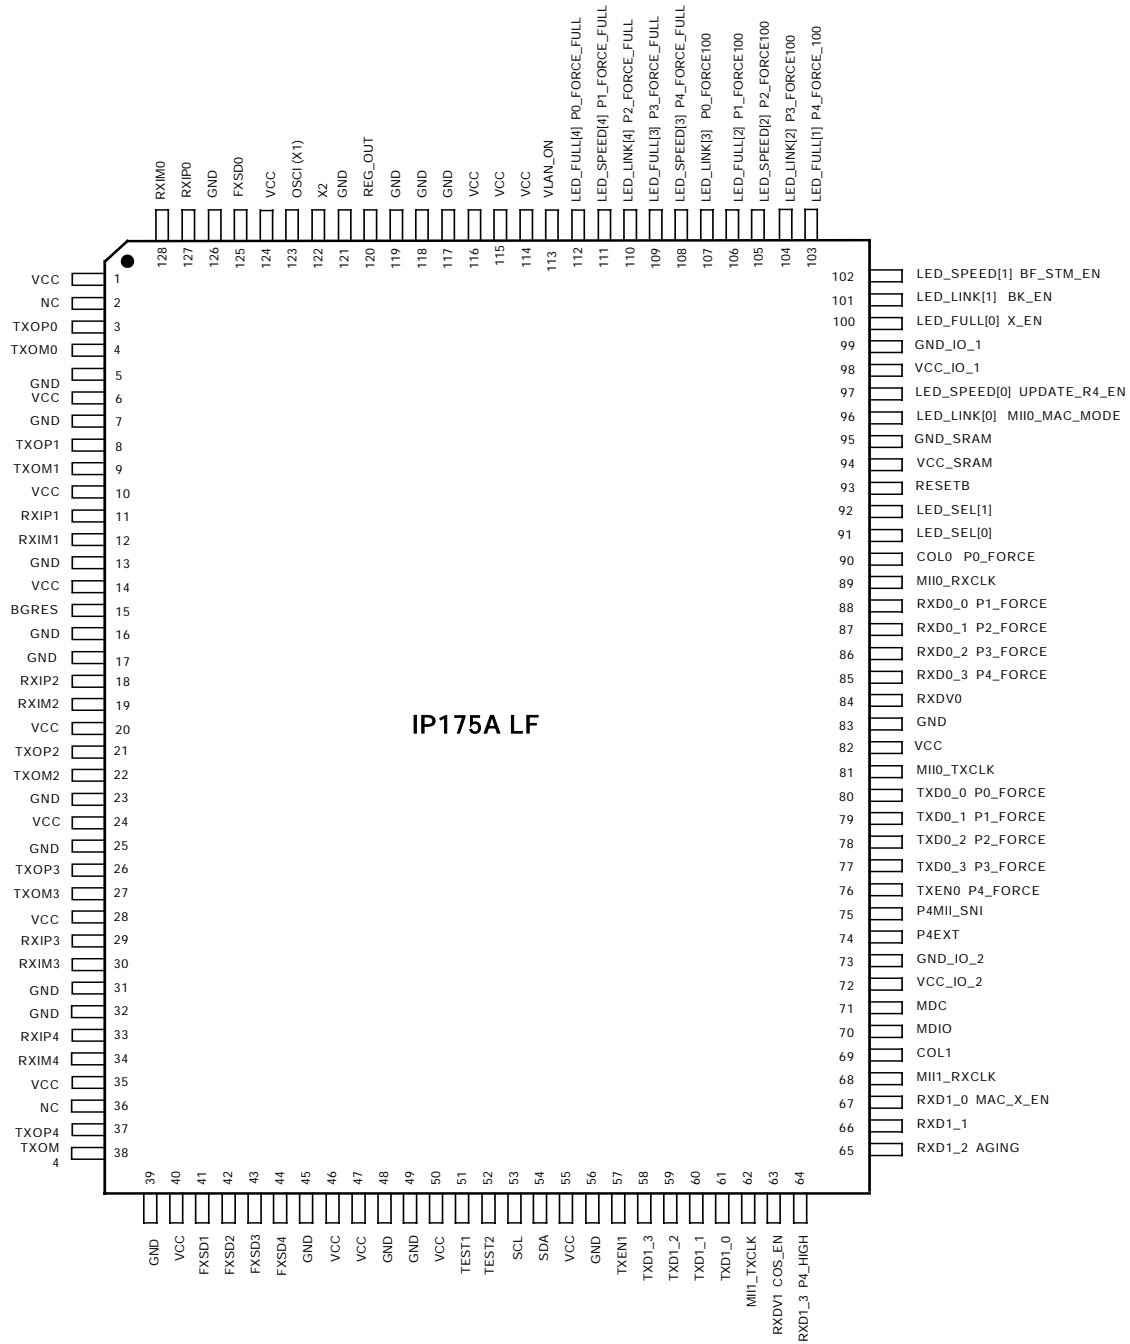 LED_FULL[4] P0_FORCE_FULL
LED_SPEED[4] P1_FORCE_FULL
LED_LINK[4] P2_FORCE_FULL
LED_FULL[3] P3_FORCE_FULL
LED_SPEED[3] P4_FORCE_FULL
LED_LINK[3] P0_FORCE100
LED_FULL[2] P1_FORCE100
LED_SPEED[2] P2_FORCE100
LED_LINK[2] P3_FORCE100
LED_FULL[1] P4_FORCE_100
RXIM0
RXIP0
GND
FXSD0
VCC
OSCI (X1)
X2
GND
REG_OUT
GND
GND
GND
VCC
VCC
VCC
VLAN_ON
128
127
126
125
124
123
122
121
120
119
118
117
116
115
114
113
112
111
110
109
108
107
106
105
104
103
VCC 1
NC 2
TXOP0 3
TXOM0 4
GND 5
VCC 6
GND 7
TXOP1 8
TXOM1 9
VCC 10
RXIP1 11
RXIM1 12
GND 13
VCC 14
BGRES 15
GND 16
GND 17
RXIP2 18
RXIM2 19
VCC 20
TXOP2 21
TXOM2 22
GND 23
VCC 24
GND 25
TXOP3 26
TXOM3 27
VCC 28
RXIP3 29
RXIM3 30
GND 31
GND 32
RXIP4 33
RXIM4 34
VCC 35
NC 36
TXOP4 37
TXOM
4 38
IP175A LF
102 LED_SPEED[1] BF_STM_EN
101 LED_LINK[1] BK_EN
100 LED_FULL[0] X_EN
99 GND_IO_1
98 VCC_IO_1
97 LED_SPEED[0] UPDATE_R4_EN
96 LED_LINK[0] MII0_MAC_MODE
95 GND_SRAM
94 VCC_SRAM
93 RESETB
92 LED_SEL[1]
91 LED_SEL[0]
90 COL0 P0_FORCE
89 MII0_RXCLK
88 RXD0_0 P1_FORCE
87 RXD0_1 P2_FORCE
86 RXD0_2 P3_FORCE
85 RXD0_3 P4_FORCE
84 RXDV0
83 GND
82 VCC
81 MII0_TXCLK
80 TXD0_0 P0_FORCE
79 TXD0_1 P1_FORCE
78 TXD0_2 P2_FORCE
77 TXD0_3 P3_FORCE
76 TXEN0 P4_FORCE
75 P4MII_SNI
74 P4EXT
73 GND_IO_2
72 VCC_IO_2
71 MDC
70 MDIO
69 COL1
68 MII1_RXCLK
67 RXD1_0 MAC_X_EN
66 RXD1_1
65 RXD1_2 AGING
39
40
41
42
43
44
45
46
47
48
49
50
51
52
53
54
55
56
57
58
59
60
61
62
63
64
GND
VCC
FXSD1
FXSD2
FXSD3
FXSD4
GND
VCC
VCC
GND
GND
VCC
TEST1
TEST2
SCL
SDA
VCC
GND
TXEN1
TXD1_3
TXD1_2
TXD1_1
TXD1_0
MII1_TXCLK
RXDV1 COS_EN
RXD1_3 P4_HIGH